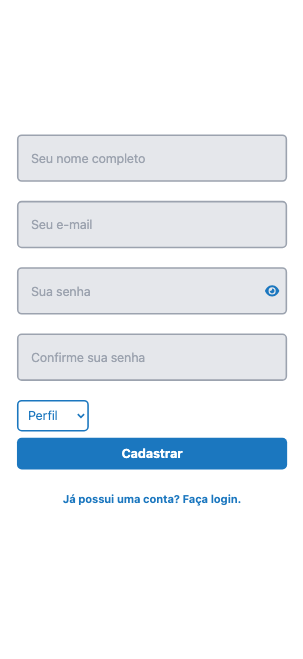 Seu nome completo
Seu e-mail
Sua senha
Confirme sua senha
Perfil
Cadastrar
Já possui uma conta? Faça login.